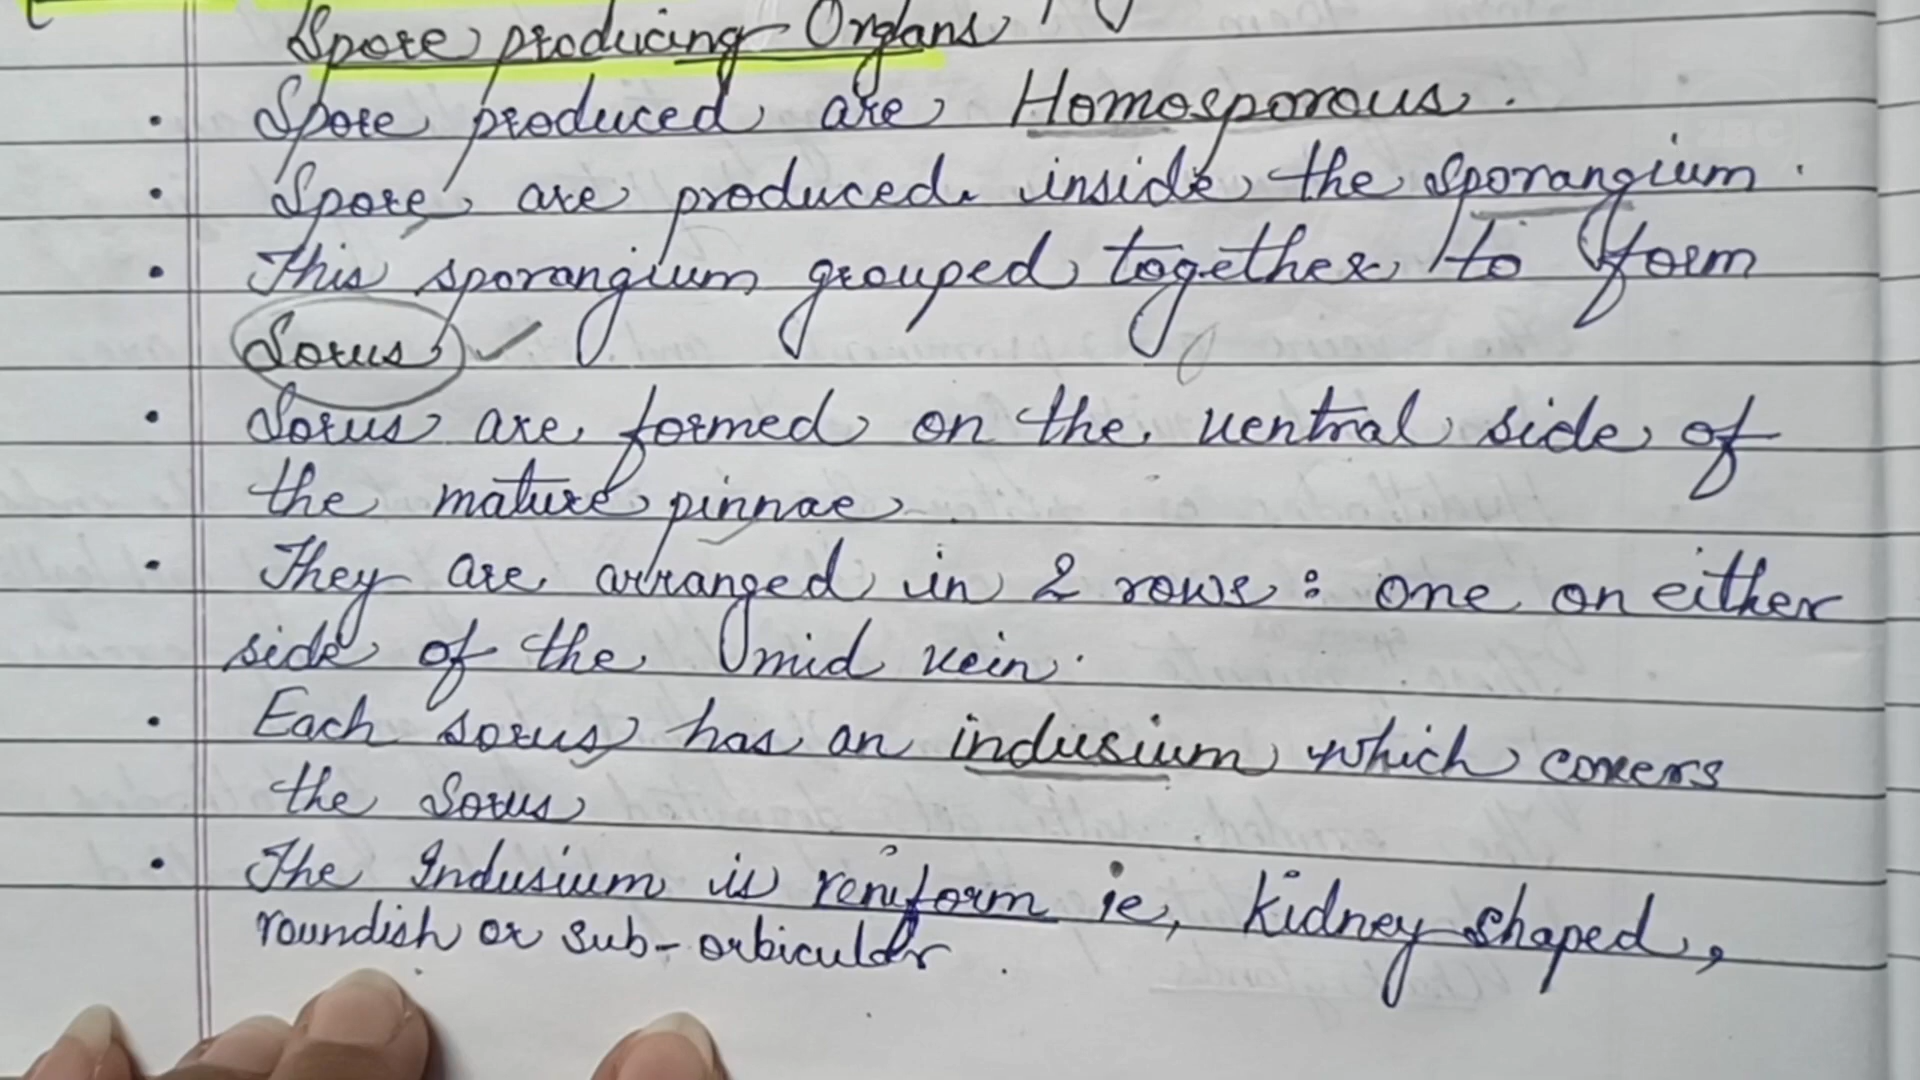 Spore producing Organs
• Spore produced are Homosporous.
• Spore are produced inside the sporangium.
• This sporangium grouped together to form
Sorus
• Sorus are formed on the ventral side of
the mature pinnae
• They are arranged in 2 rows : one on either
side of the mid vein.
• Each sorus has an indusium which covers
the Sorus
• The Indusium is reniform ie, kidney shaped,
roundish or sub-orbicular.